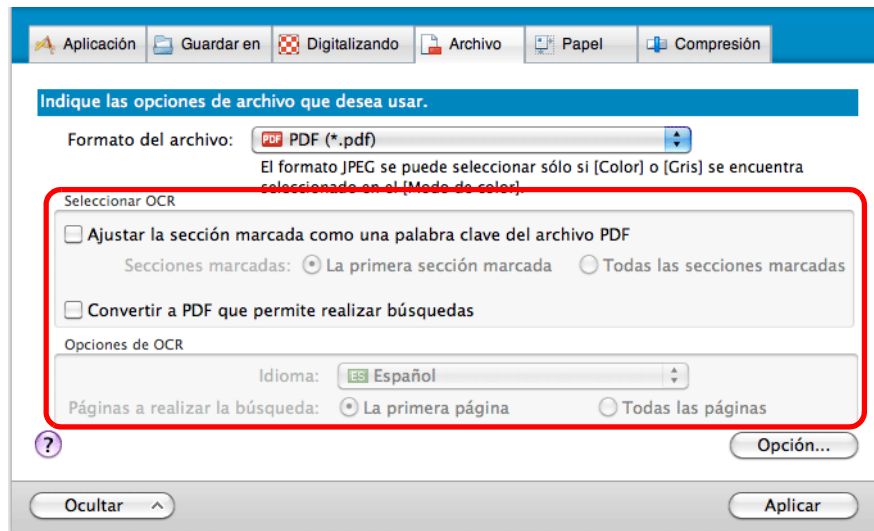 Aplicación Guardar en Digitalizando Archivo Papel Compresión
Indique las opciones de archivo que desea usar.
Formato del archivo: PDF PDF (*.pdf)
El formato JPEG se puede seleccionar sólo si [Color] o [Gris] se encuentra
seleccionado en el [Modo de color].
Seleccionar OCR
Ajustar la sección marcada como una palabra clave del archivo PDF
Secciones marcadas: La primera sección marcada Todas las secciones marcadas
Convertir a PDF que permite realizar búsquedas
Opciones de OCR
Idioma: ES Español
Páginas a realizar la búsqueda: La primera página Todas las páginas
? Opción...
Ocultar Aplicar